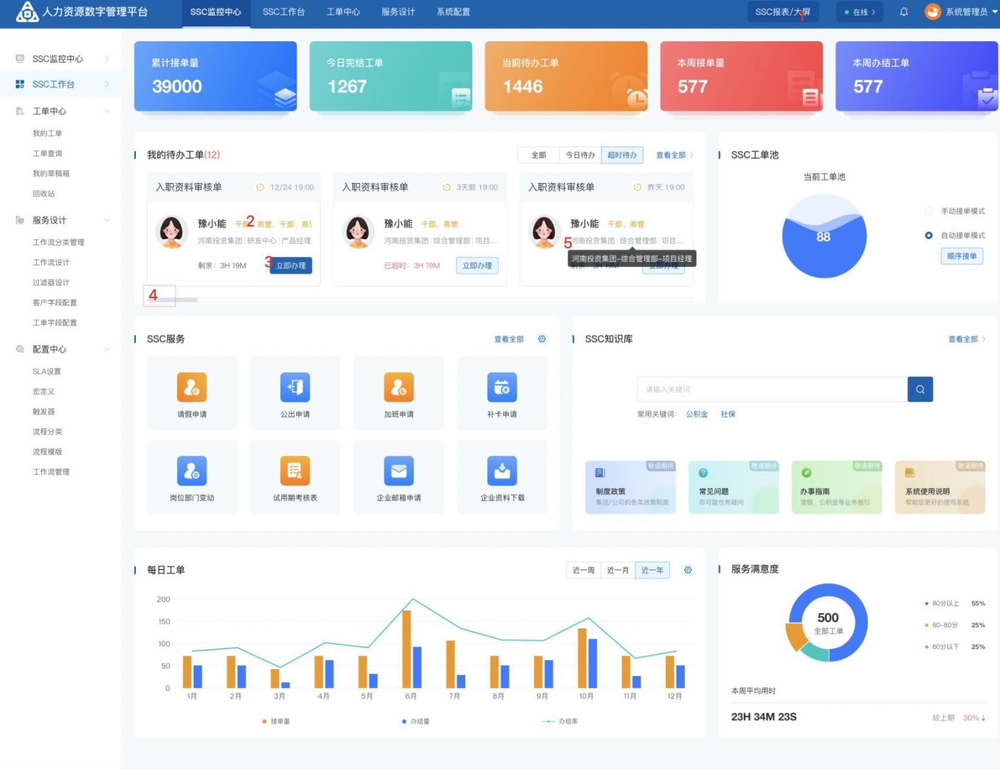 人力资源数字管理平台
SSC监控中心
SSC工作台
工单中心
服务设计
系统配置
SSC报表/大屏
1
在线
系统管理员
SSC监控中心
SSC工作台
工单中心
我的工单
工单查询
我的草稿箱
回收站
服务设计
工作流分类管理
工作流设计
过滤器设计
客户字段配置
工单字段配置
配置中心
SLA设置
宏定义
触发器
流程分类
流程模版
工作流管理
累计接单量
39000
今日完结工单
1267
当前待办工单
1446
本周接单量
577
本周办结工单
577
我的待办工单(12)
全部
今日待办
超时待办
查看全部
入职资料审核单
12/24 19:00
豫小能
干部
2
高管、干部、高
河南投资集团 | 研发中心 | 产品经理
剩余：3H 19M
3
立即办理
4
入职资料审核单
3天前 19:00
豫小能
干部、高管
河南投资集团 | 综合管理部 | 项目...
已超时：3H 19M
立即办理
入职资料审核单
昨天 19:00
豫小能
干部、高管
5
河南投资集团 | 综合管理部 | 项目...
河南投资集团-综合管理部-项目经理
剩余：3H 19M
立即办理
SSC工单池
当前工单池
88
手动接单模式
自动接单模式
顺序接单
SSC服务
查看全部
请假申请
公出申请
加班申请
补卡申请
岗位部门变动
试用期考核表
企业邮箱申请
企业资料下载
SSC知识库
查看全部
请输入关键词
常用关键词：
公积金
社保
敬请期待
制度政策
集团/公司的各类政策制度
敬请期待
常见问题
你可能也有疑问
敬请期待
办事指南
请假、公积金等业务指引
敬请期待
系统使用说明
帮助您更好的使用系统
每日工单
近一周
近一月
近一年
200
150
100
50
0
1月
2月
3月
4月
5月
6月
7月
8月
9月
10月
11月
12月
接单量
办结量
办结率
服务满意度
500
全部工单
80分以上 55%
60-80分 25%
60分以下 25%
本周平均用时
23H 34M 23S
较上期 30%↓